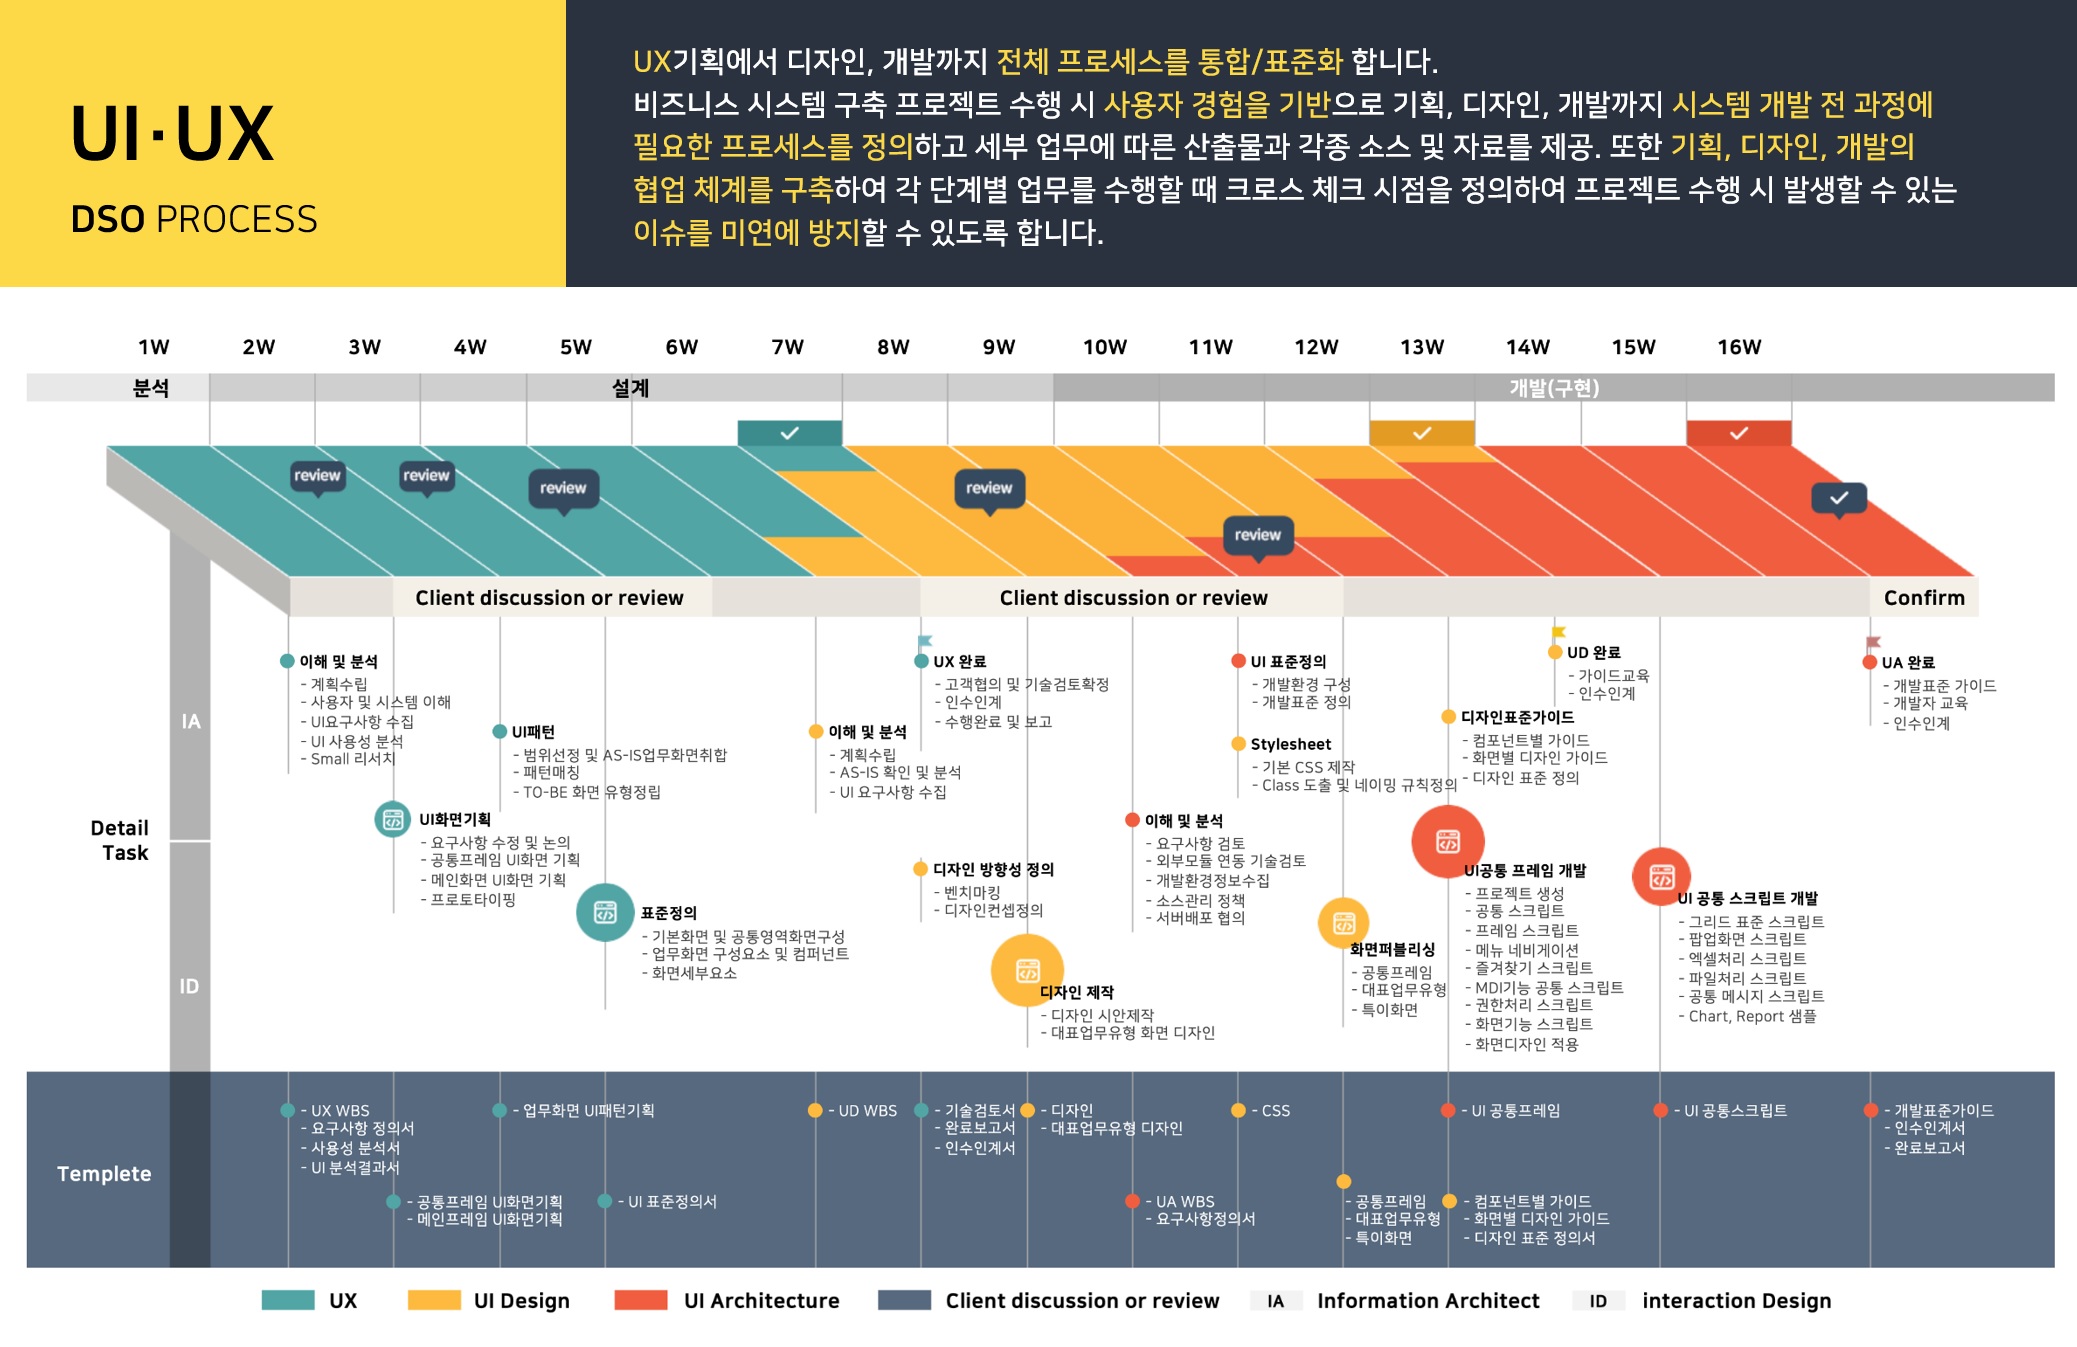 UI·UX
DSO PROCESS
UX기획에서 디자인, 개발까지 전체 프로세스를 통합/표준화 합니다.
비즈니스 시스템 구축 프로젝트 수행 시 사용자 경험을 기반으로 기획, 디자인, 개발까지 시스템 개발 전 과정에
필요한 프로세스를 정의하고 세부 업무에 따른 산출물과 각종 소스 및 자료를 제공. 또한 기획, 디자인, 개발의
협업 체계를 구축하여 각 단계별 업무를 수행할 때 크로스 체크 시점을 정의하여 프로젝트 수행 시 발생할 수 있는
이슈를 미연에 방지할 수 있도록 합니다.
1W 2W 3W 4W 5W 6W 7W 8W 9W 10W 11W 12W 13W 14W 15W 16W
분석 설계 개발(구현)
review review review review
review
Client discussion or review Client discussion or review Confirm
IA
ID
Detail
Task
이해 및 분석
- 계획수립
- 사용자 및 시스템 이해
- UI요구사항 수집
- UI 사용성 분석
- Small 리서치
UI화면기획
- 요구사항 수정 및 논의
- 공통프레임 UI화면 기획
- 메인화면 UI화면 기획
- 프로토타이핑
UI패턴
- 범위선정 및 AS-IS업무화면취합
- 패턴매칭
- TO-BE 화면 유형정립
표준정의
- 기본화면 및 공통영역화면구성
- 업무화면 구성요소 및 컴퍼넌트
- 화면세부요소
이해 및 분석
- 계획수립
- AS-IS 확인 및 분석
- UI 요구사항 수집
UX 완료
- 고객협의 및 기술검토확정
- 인수인계
- 수행완료 및 보고
디자인 방향성 정의
- 벤치마킹
- 디자인컨셉정의
디자인 제작
- 디자인 시안제작
- 대표업무유형 화면 디자인
이해 및 분석
- 요구사항 검토
- 외부모듈 연동 기술검토
- 개발환경정보수집
- 소스관리 정책
- 서버배포 협의
UI 표준정의
- 개발환경 구성
- 개발표준 정의
Stylesheet
- 기본 CSS 제작
- Class 도출 및 네이밍 규칙정의
화면퍼블리싱
- 공통프레임
- 대표업무유형
- 특이화면
디자인표준가이드
- 컴포넌트별 가이드
- 화면별 디자인 가이드
- 디자인 표준 정의
UI공통 프레임 개발
- 프로젝트 생성
- 공통 스크립트
- 프레임 스크립트
- 메뉴 네비게이션
- 즐겨찾기 스크립트
- MDI기능 공통 스크립트
- 권한처리 스크립트
- 화면기능 스크립트
- 화면디자인 적용
UD 완료
- 가이드교육
- 인수인계
UI 공통 스크립트 개발
- 그리드 표준 스크립트
- 팝업화면 스크립트
- 엑셀처리 스크립트
- 파일처리 스크립트
- 공통 메시지 스크립트
- Chart, Report 샘플
UA 완료
- 개발표준 가이드
- 개발자 교육
- 인수인계
Templete
- UX WBS
- 요구사항 정의서
- 사용성 분석서
- UI 분석결과서
- 공통프레임 UI화면기획
- 메인프레임 UI화면기획
- 업무화면 UI패턴기획
- UI 표준정의서
- UD WBS
- 기술검토서
- 완료보고서
- 인수인계서
- 디자인
- 대표업무유형 디자인
- UA WBS
- 요구사항정의서
- CSS
- 공통프레임
- 대표업무유형
- 특이화면
- UI 공통프레임
- 컴포넌트별 가이드
- 화면별 디자인 가이드
- 디자인 표준 정의서
- UI 공통스크립트
- 개발표준가이드
- 인수인계서
- 완료보고서
UX UI Design UI Architecture Client discussion or review IA Information Architect ID interaction Design